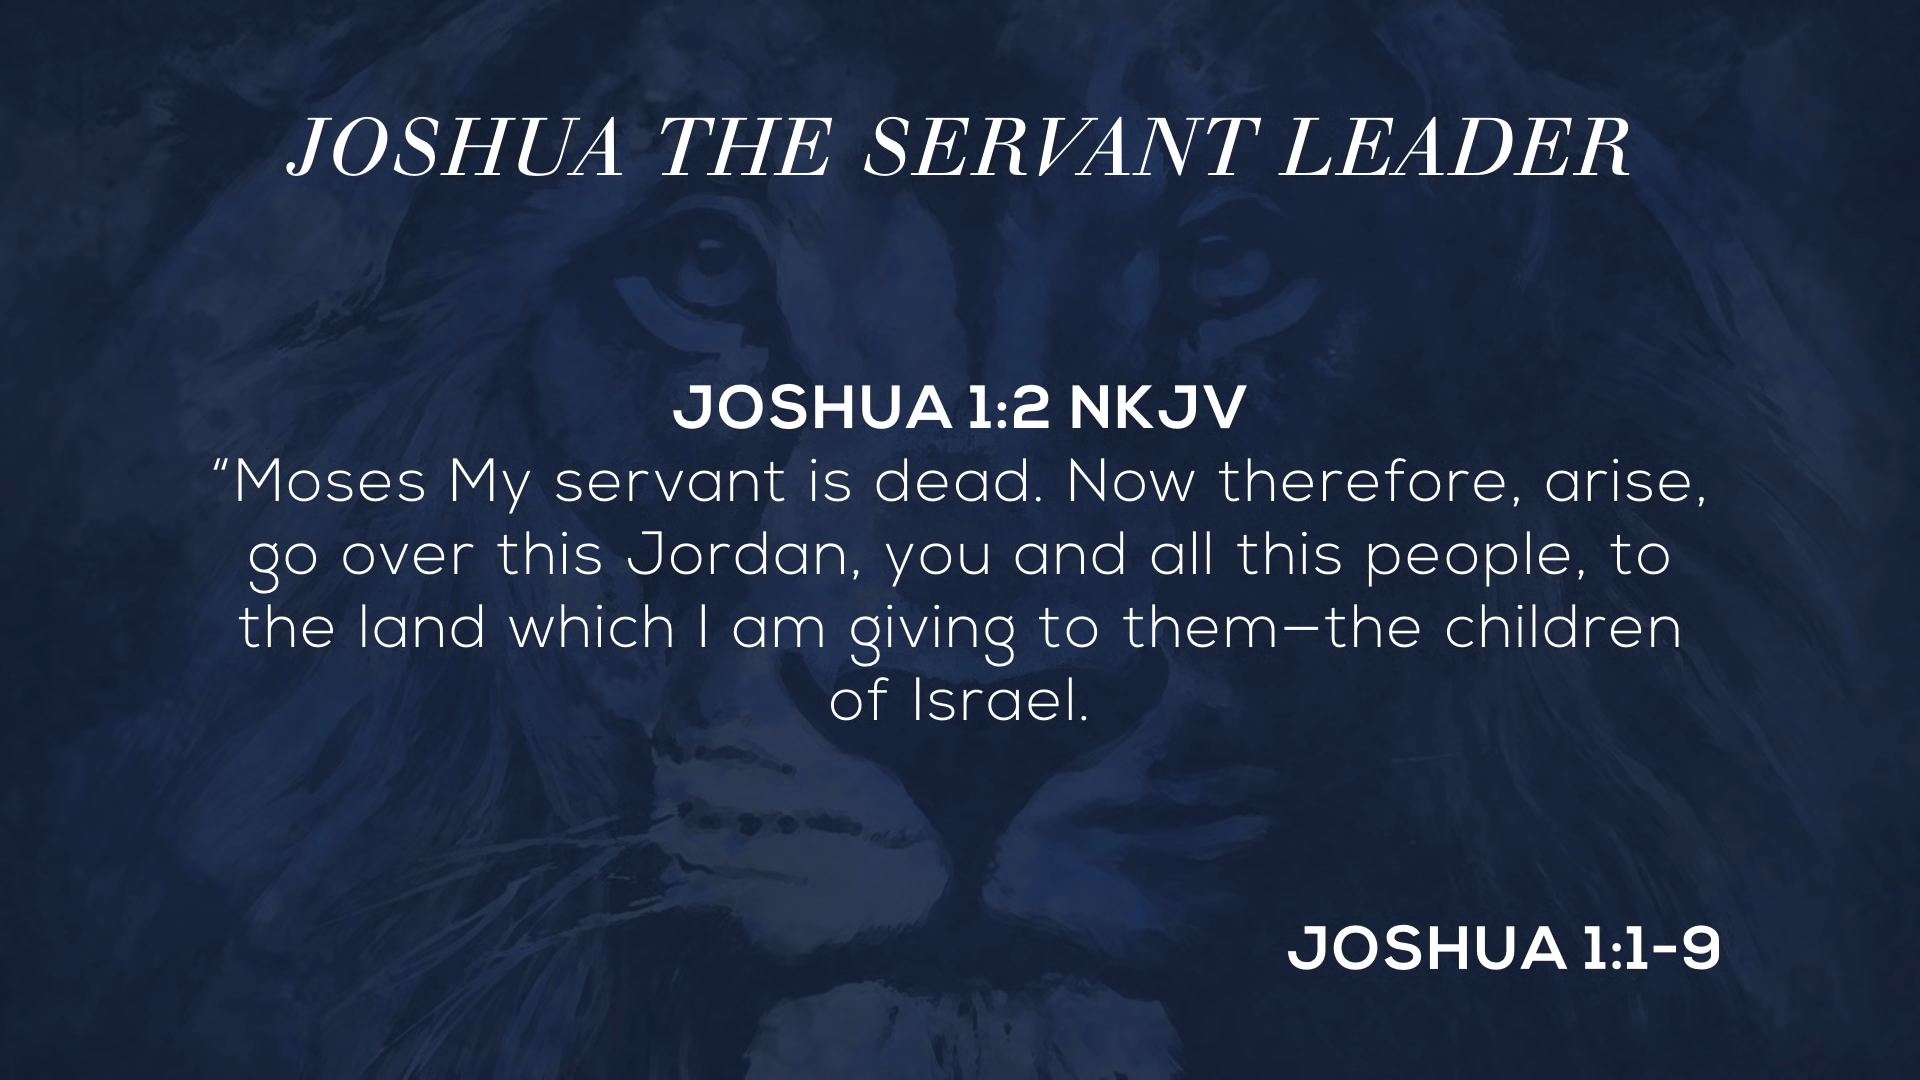 JOSHUA THE SERVANT LEADER
JOSHUA 1:2 NKJV
“Moses My servant is dead. Now therefore, arise,
go over this Jordan, you and all this people, to
the land which I am giving to them—the children
of Israel.
JOSHUA 1:1-9